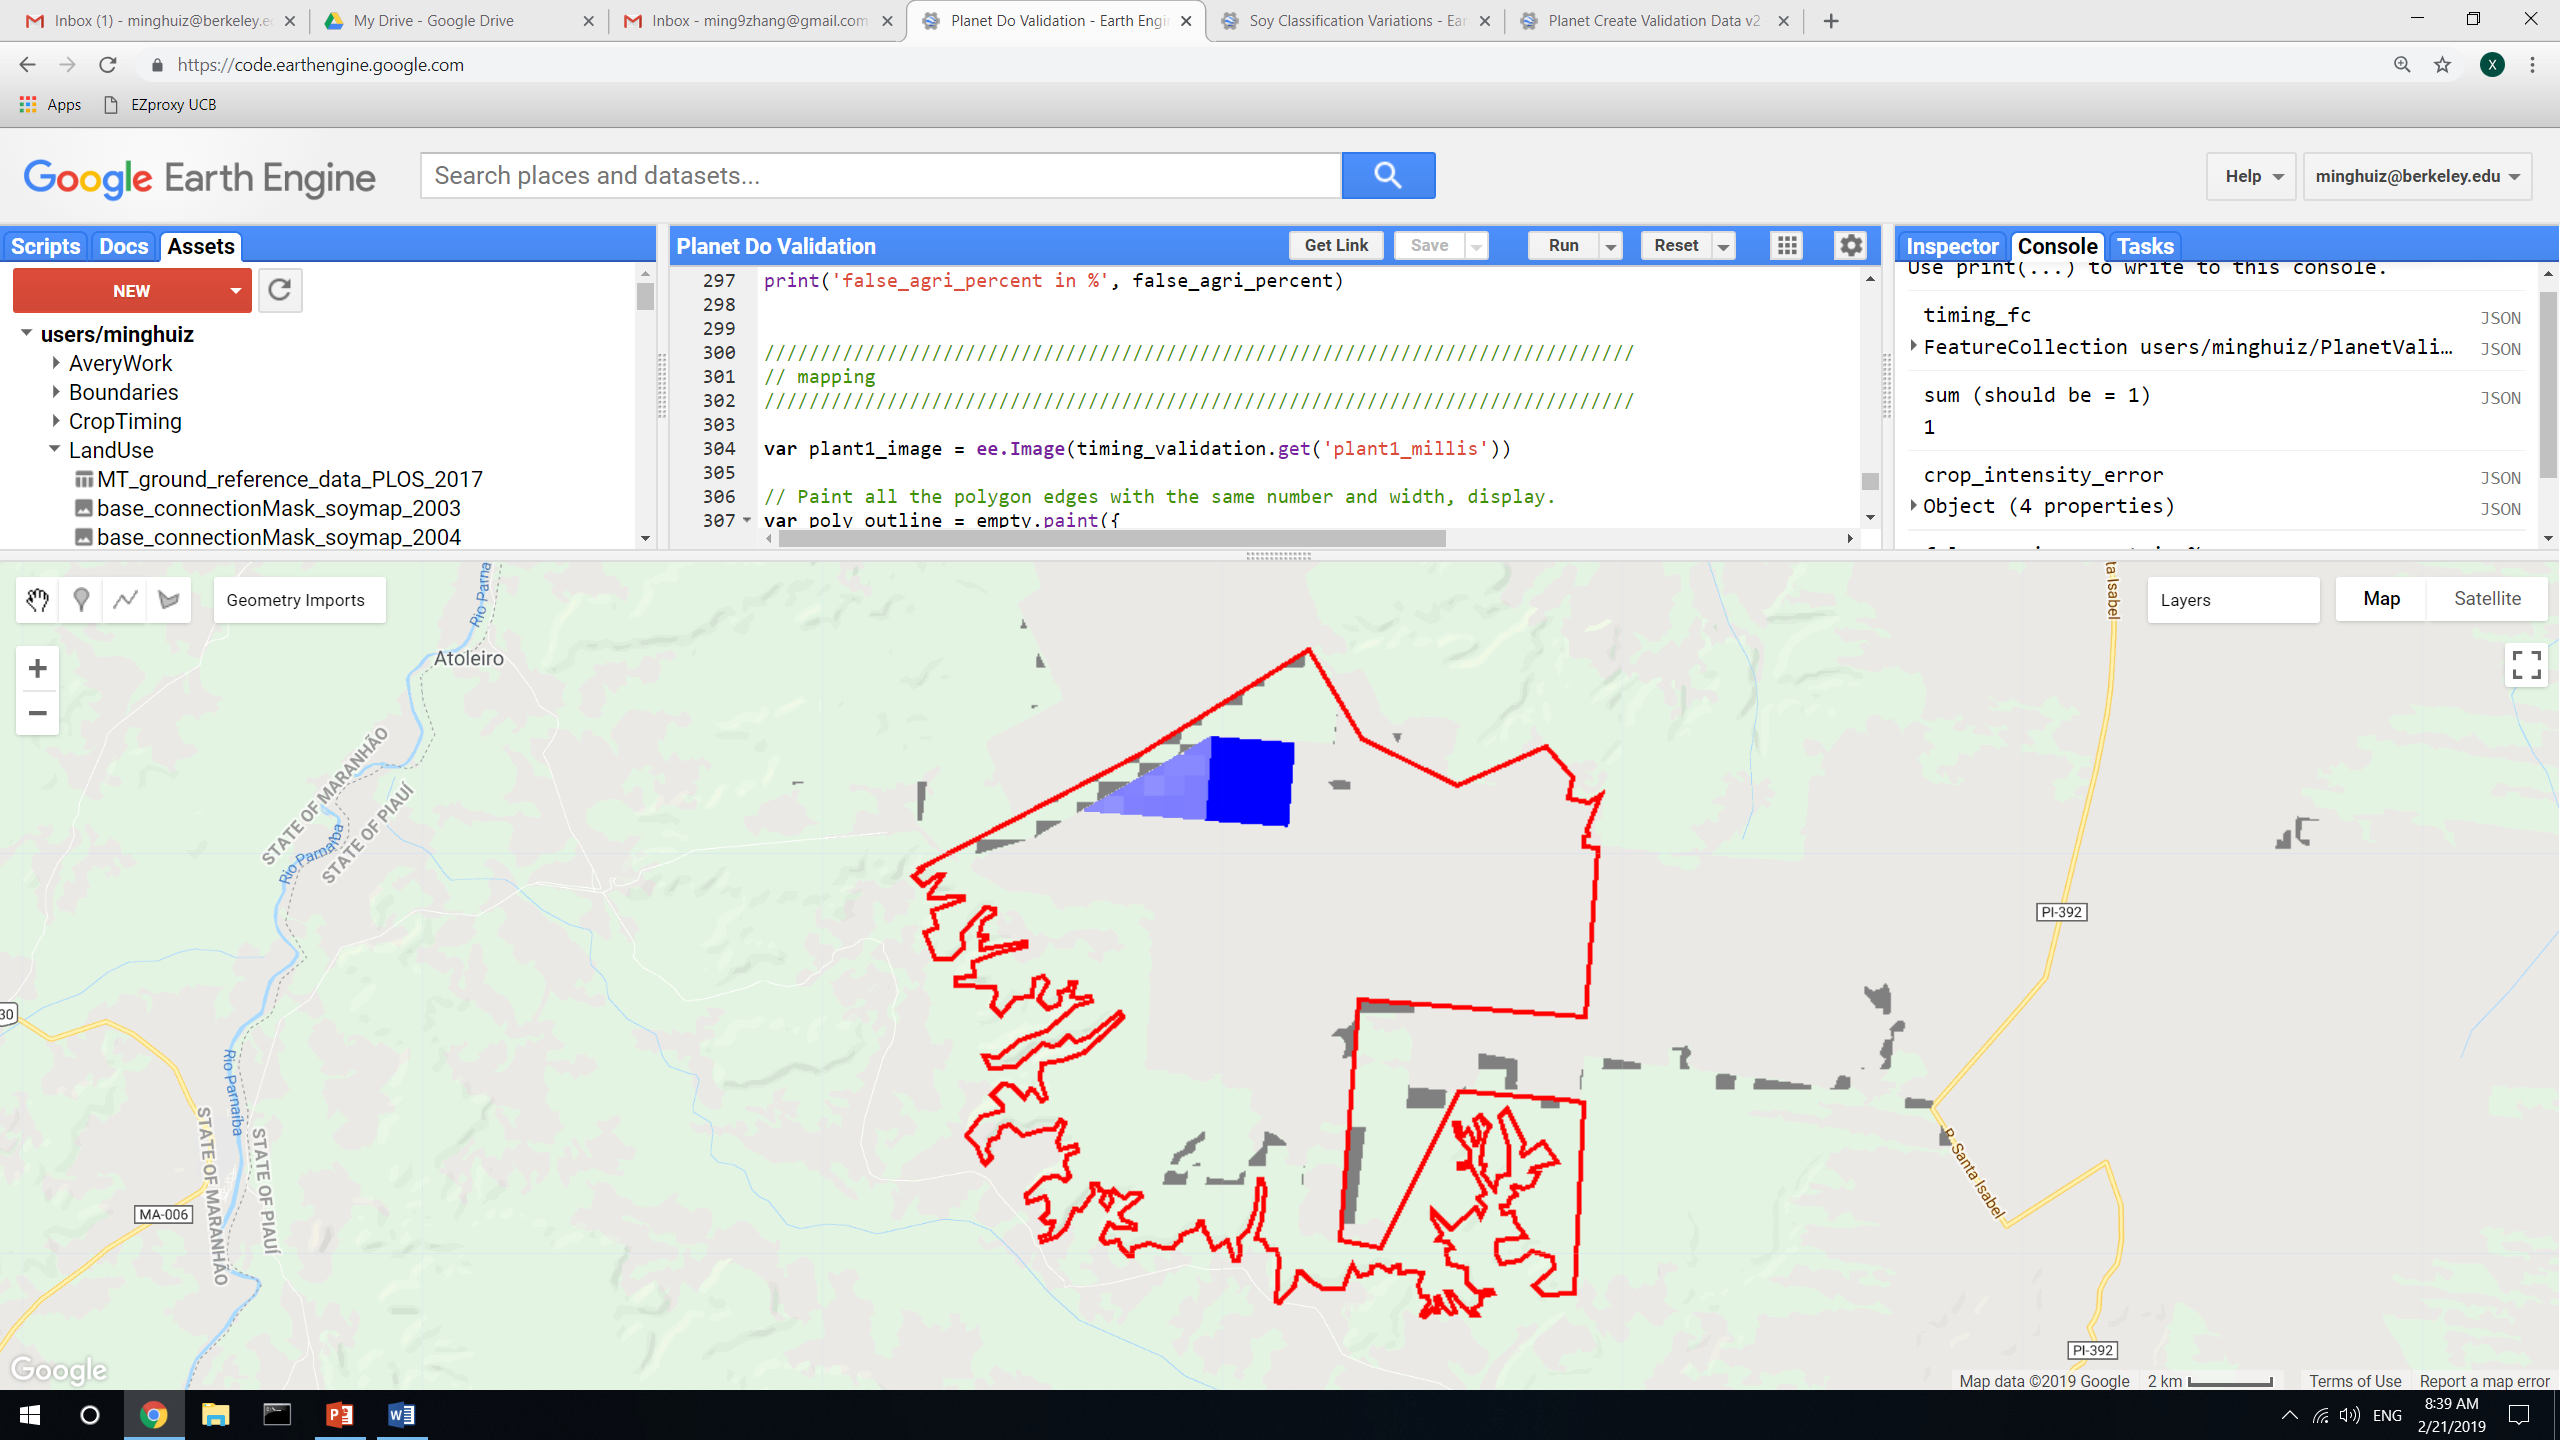 Inbox (1) - minghuiz@berkeley.e
My Drive - Google Drive
Inbox - ming9zhang@gmail.com
Planet Do Validation - Earth Engi
Soy Classification Variations - Ear
Planet Create Validation Data v2
https://code.earthengine.google.com
X
Apps
EZproxy UCB
Google Earth Engine
Search places and datasets...
Help
minghuiz@berkeley.edu
Scripts
Docs
Assets
NEW
users/minghuiz
AveryWork
Boundaries
CropTiming
LandUse
MT_ground_reference_data_PLOS_2017
base_connectionMask_soymap_2003
base_connectionMask_soymap_2004
Planet Do Validation
Get Link
Save
Run
Reset
297 print('false_agri_percent in %', false_agri_percent)
298
299
300 //////////////////////////////////////////////////////////////////////////////
301 // mapping
302 //////////////////////////////////////////////////////////////////////////////
303
304 var plant1_image = ee.Image(timing_validation.get('plant1_millis'))
305
306 // Paint all the polygon edges with the same number and width, display.
307 var poly_outline = empty.paint({
Inspector
Console
Tasks
Use print(...) to write to this console.
timing_fc
JSON
FeatureCollection users/minghuiz/PlanetVali…
JSON
sum (should be = 1)
JSON
1
crop_intensity_error
JSON
Object (4 properties)
JSON
Geometry Imports
Layers
Map
Satellite
+
−
Rio Parna
Atoleiro
STATE OF MARANHÃO
STATE OF PIAUÍ
Rio Parnaíba
ta Isabel
PI-392
30
Rio Parnaíba
STATE OF MARANHÃO
STATE OF PIAUÍ
MA-006
R. Santa Isabel
PI-392
Google
Map data ©2019 Google
2 km
Terms of Use
Report a map error
ENG
8:39 AM
2/21/2019